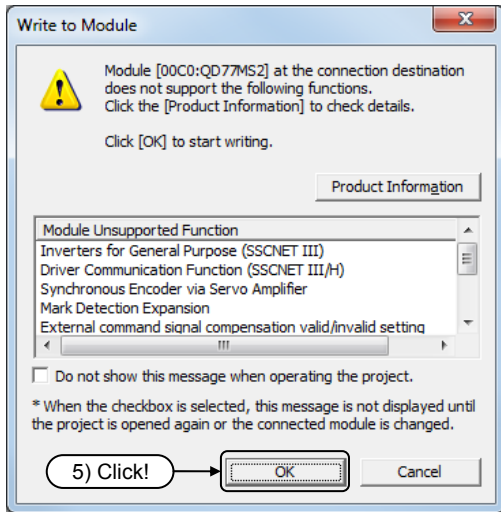 Write to Module
x
Module [00C0:QD77MS2] at the connection destination
does not support the following functions.
Click the [Product Information] to check details.
Click [OK] to start writing.
Product Information
Module Unsupported Function
Inverters for General Purpose (SSCNET III)
Driver Communication Function (SSCNET III/H)
Synchronous Encoder via Servo Amplifier
Mark Detection Expansion
External command signal compensation valid/invalid setting
Do not show this message when operating the project.
* When the checkbox is selected, this message is not displayed until
the project is opened again or the connected module is changed.
5) Click!
OK
Cancel